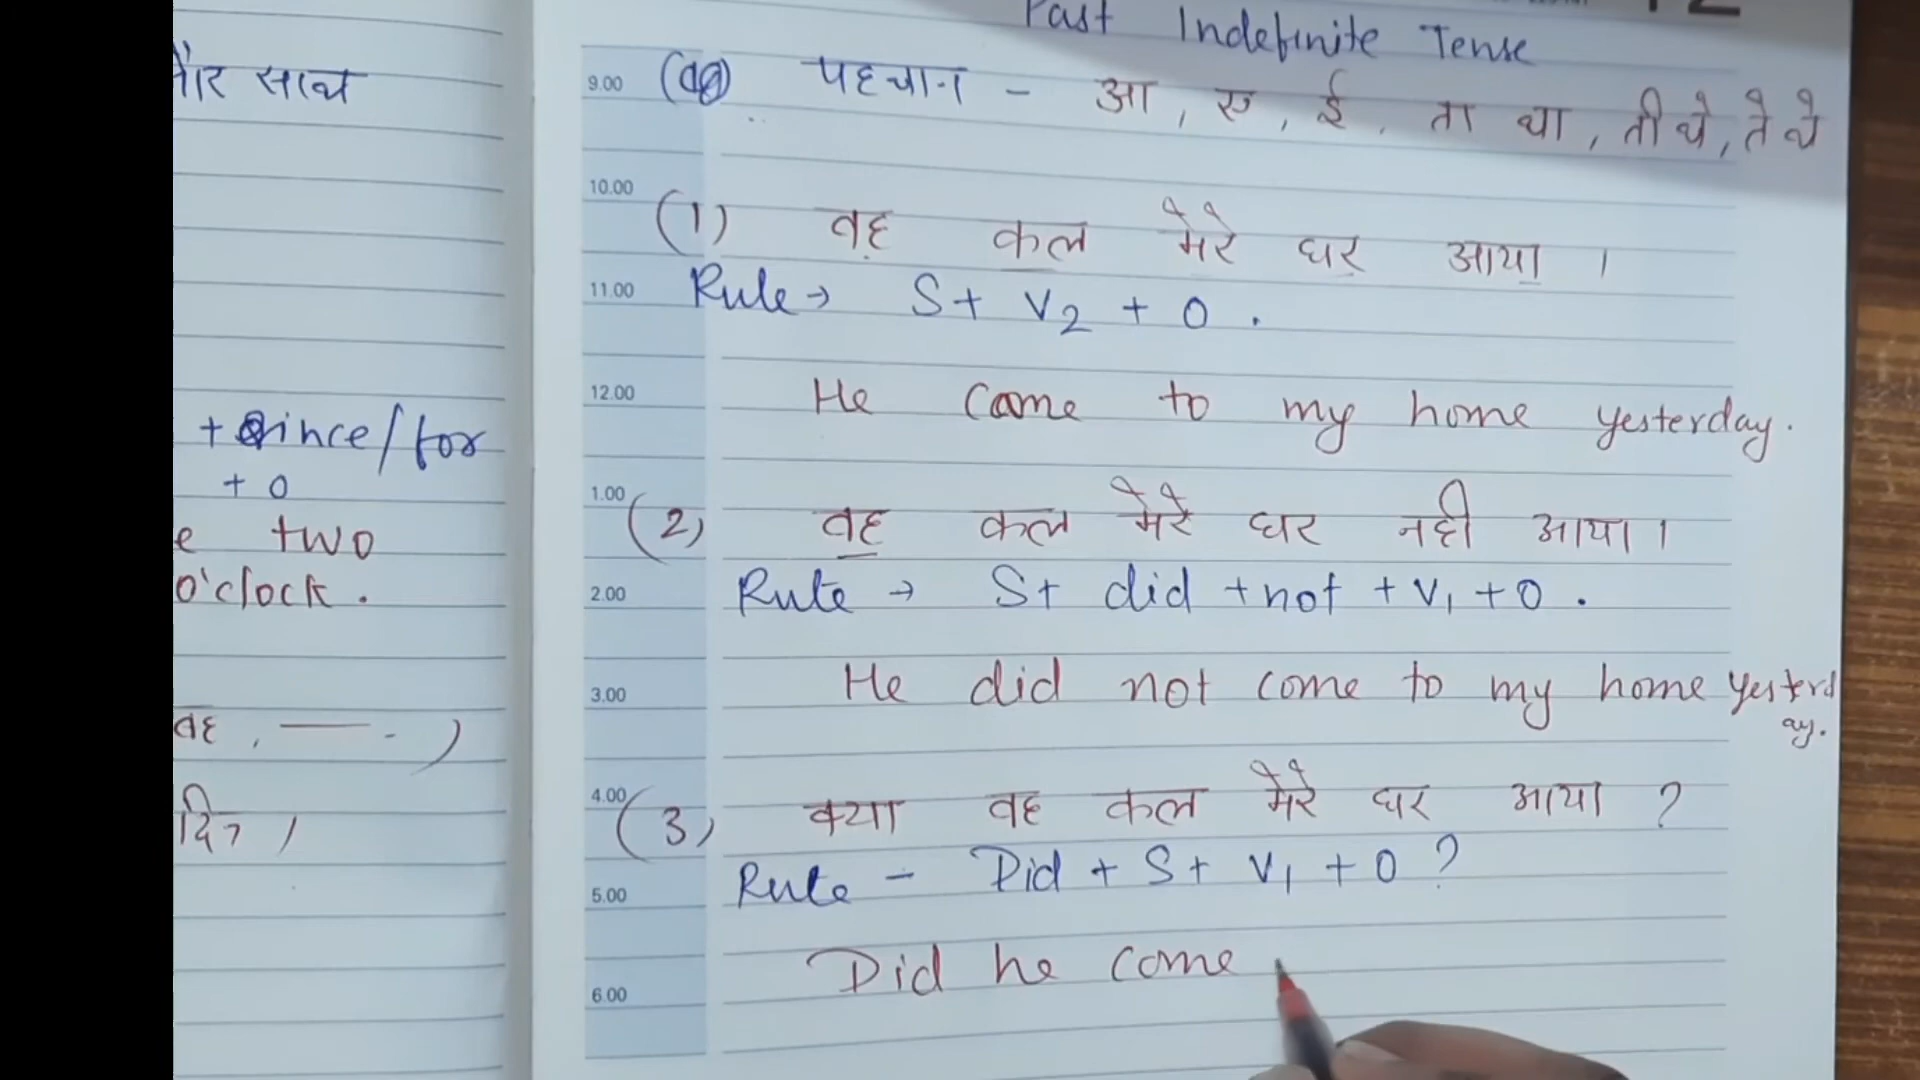 और साथ
+ since/for
+ O
e two
o'clock.
वह , —— - )
दिन ।
Past Indefinite Tense
9.00 पहचान - आ, ए, ई, ता था, ती थे, ते थे
10.00
(1) वह कल मेरे घर आया ।
11.00 Rule → S + V2 + O .
12.00 He came to my home yesterday.
1.00 (2) वह कल मेरे घर नही आया ।
2.00 Rule → S + did + not + V1 + O .
3.00 He did not come to my home yesterday.
4.00 (3) क्या वह कल मेरे घर आया ?
5.00 Rule - Did + S + V1 + O ?
Did he come
6.00